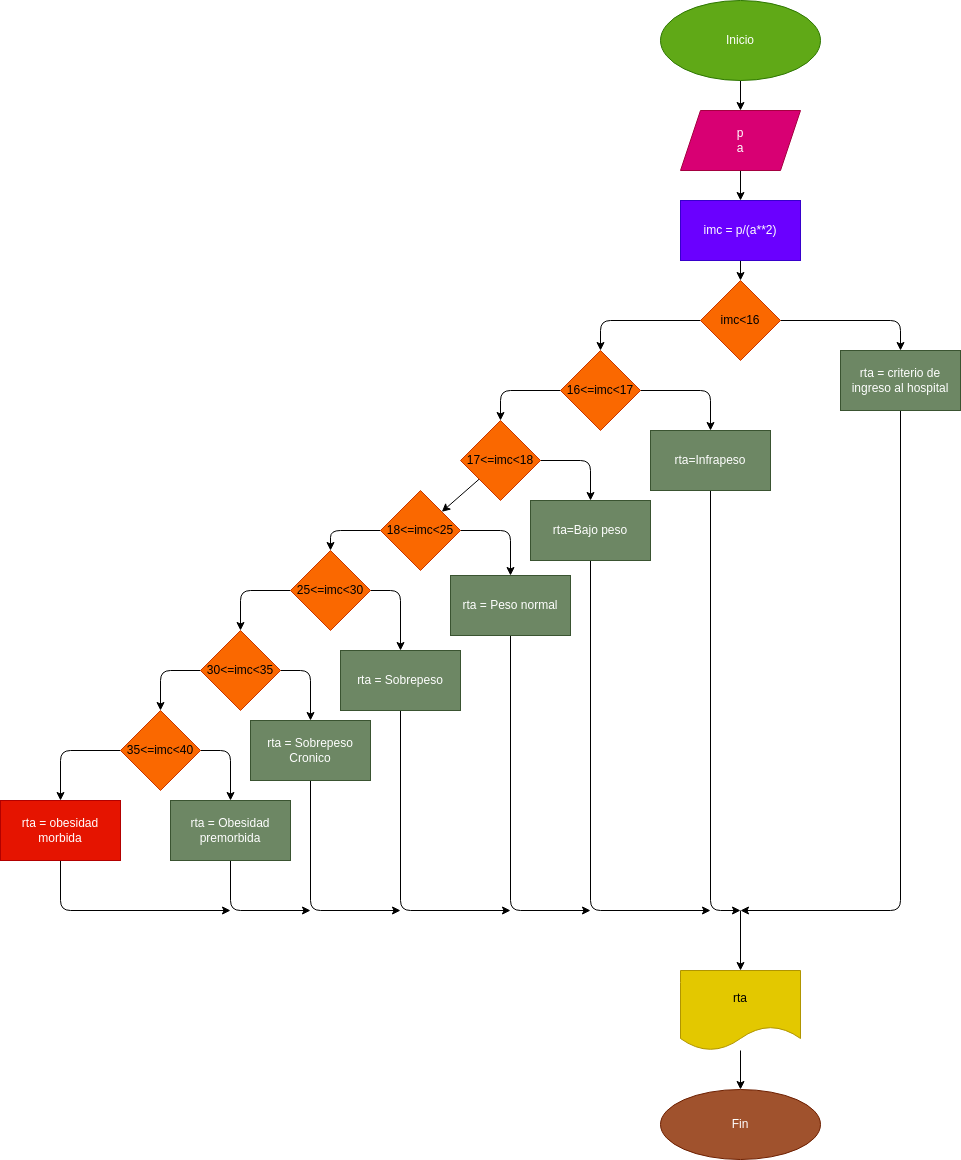 Inicio
p
a
imc = p/(a**2)
imc<16
rta = criterio de
ingreso al hospital
16<=imc<17
rta=Infrapeso
17<=imc<18
rta=Bajo peso
18<=imc<25
rta = Peso normal
25<=imc<30
rta = Sobrepeso
30<=imc<35
rta = Sobrepeso
Cronico
35<=imc<40
rta = obesidad
morbida
rta = Obesidad
premorbida
rta
Fin